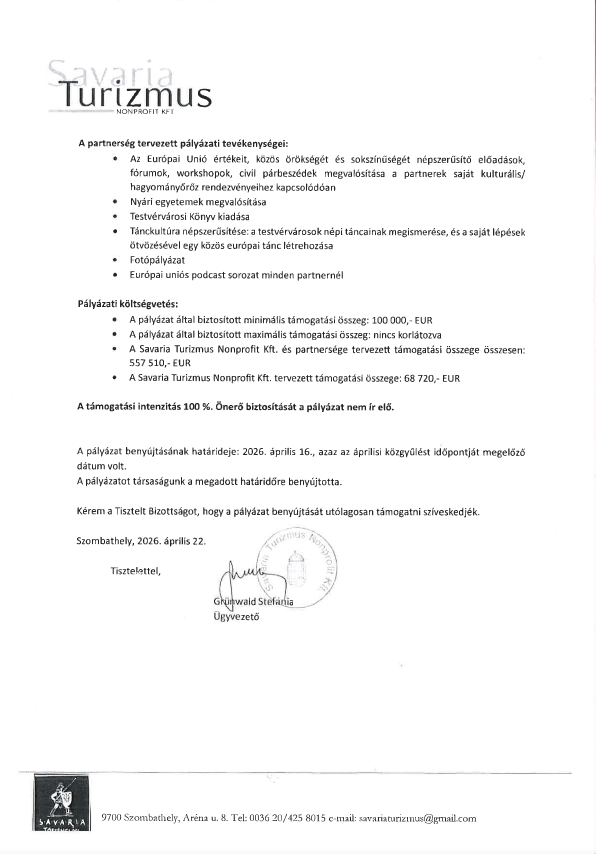 Savaria
Turizmus
NONPROFIT KFT.
A partnerség tervezett pályázati tevékenységei:
• Az Európai Unió értékeit, közös örökségét és sokszínűségét népszerűsítő előadások,
fórumok, workshopok, civil párbeszédek megvalósítása a partnerek saját kulturális/
hagyományőrőz rendezvényeihez kapcsolódóan
• Nyári egyetemek megvalósítása
• Testvérvárosi Könyv kiadása
• Tánckultúra népszerűsítése: a testvérvárosok népi táncainak megismerése, és a saját lépések
ötvözésével egy közös európai tánc létrehozása
• Fotópályázat
• Európai uniós podcast sorozat minden partnernél
Pályázati költségvetés:
• A pályázat által biztosított minimális támogatási összeg: 100 000,- EUR
• A pályázat által biztosított maximális támogatási összeg: nincs korlátozva
• A Savaria Turizmus Nonprofit Kft. és partnersége tervezett támogatási összege összesen:
557 510,- EUR
• A Savaria Turizmus Nonprofit Kft. tervezett támogatási összege: 68 720,- EUR
A támogatási intenzitás 100 %. Önerő biztosítását a pályázat nem ír elő.
A pályázat benyújtásának határideje: 2026. április 16., azaz az áprilisi közgyűlést időpontját megelőző
dátum volt.
A pályázatot társaságunk a megadott határidőre benyújtotta.
Kérem a Tisztelt Bizottságot, hogy a pályázat benyújtását utólagosan támogatni szíveskedjék.
Szombathely, 2026. április 22.
Tisztelettel,
Savaria Turizmus Nonprofit Kft.
Grünwald Stefánia
Ügyvezető
SAVARIA
9700 Szombathely, Aréna u. 8. Tel: 0036 20/425 8015 e-mail: savariaturizmus@gmail.com